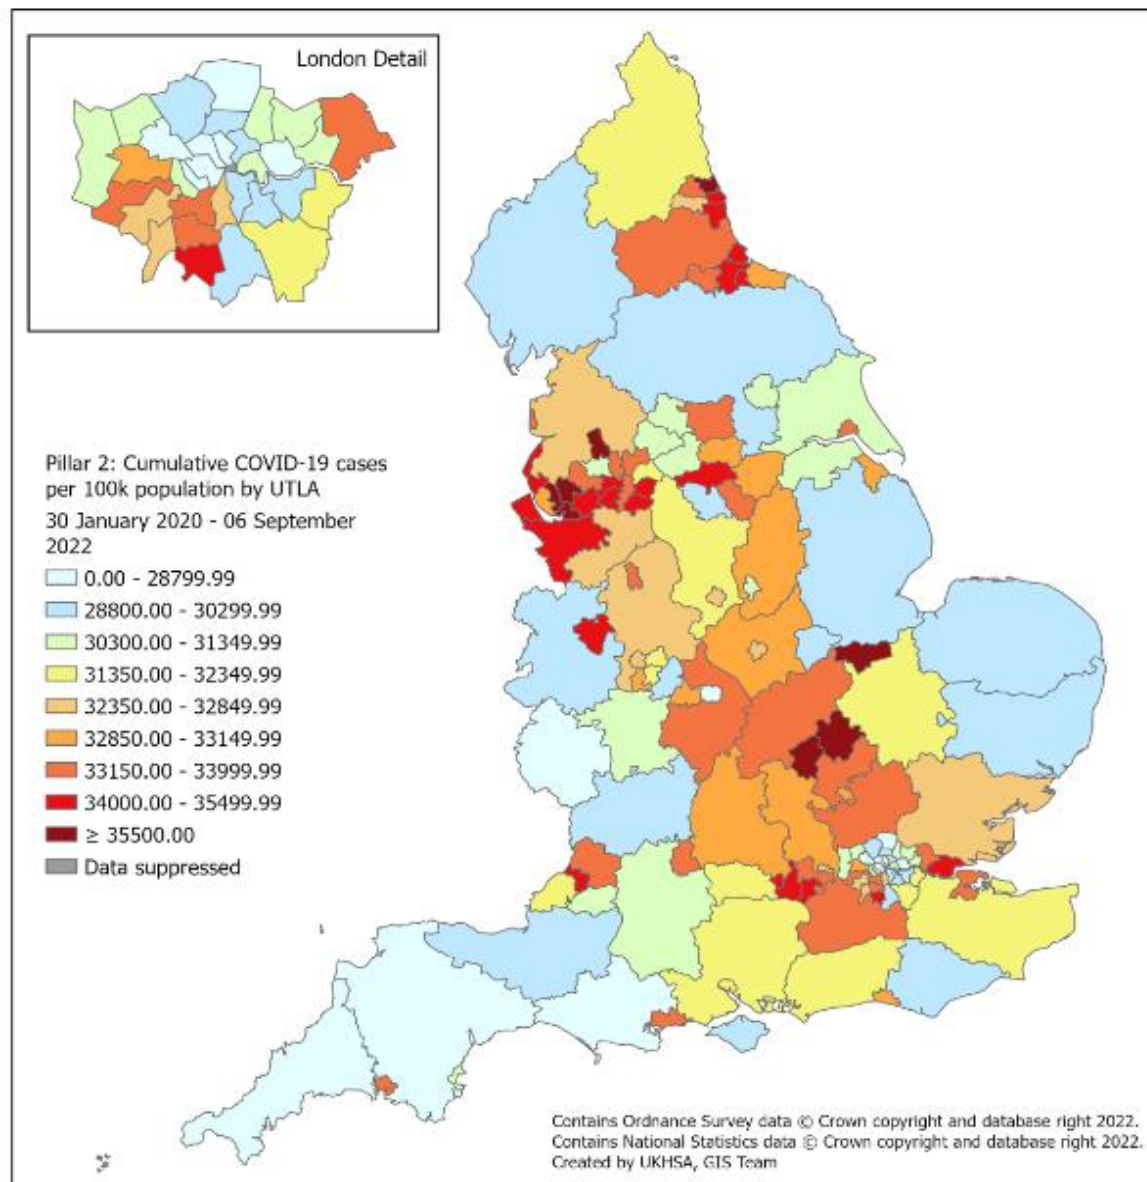 London Detail
Pillar 2: Cumulative COVID-19 cases
per 100k population by UTLA
30 January 2020 - 06 September
2022
0.00 - 28799.99
28800.00 - 30299.99
30300.00 - 31349.99
31350.00 - 32349.99
32350.00 - 32849.99
32850.00 - 33149.99
33150.00 - 33999.99
34000.00 - 35499.99
≥ 35500.00
Data suppressed
Contains Ordnance Survey data © Crown copyright and database right 2022.
Contains National Statistics data © Crown copyright and database right 2022.
Created by UKHSA, GIS Team